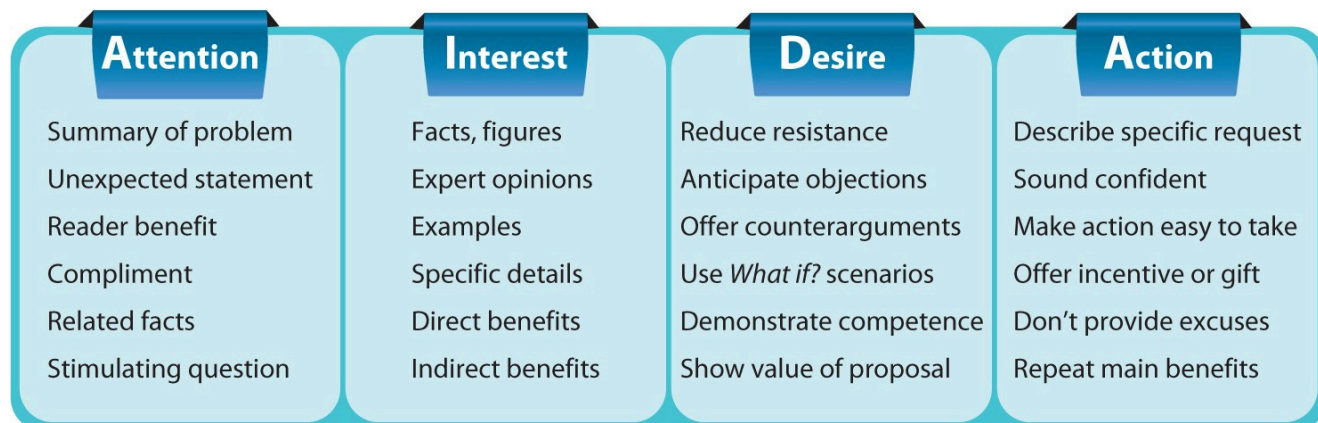 Attention
Summary of problem
Unexpected statement
Reader benefit
Compliment
Related facts
Stimulating question
Interest
Facts, figures
Expert opinions
Examples
Specific details
Direct benefits
Indirect benefits
Desire
Reduce resistance
Anticipate objections
Offer counterarguments
Use What if? scenarios
Demonstrate competence
Show value of proposal
Action
Describe specific request
Sound confident
Make action easy to take
Offer incentive or gift
Don’t provide excuses
Repeat main benefits